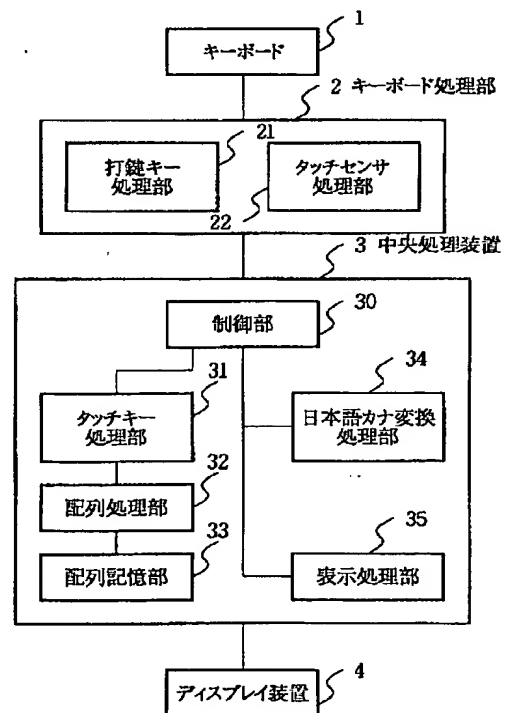 1
キーボード
2 キーボード処理部
21
打鍵キー
処理部
タッチセンサ
処理部
22
3 中央処理装置
30
制御部
31
34
タッチキー
処理部
日本語カナ変換
処理部
32
配列処理部
33
35
配列記憶部
表示処理部
4
ディスプレイ装置